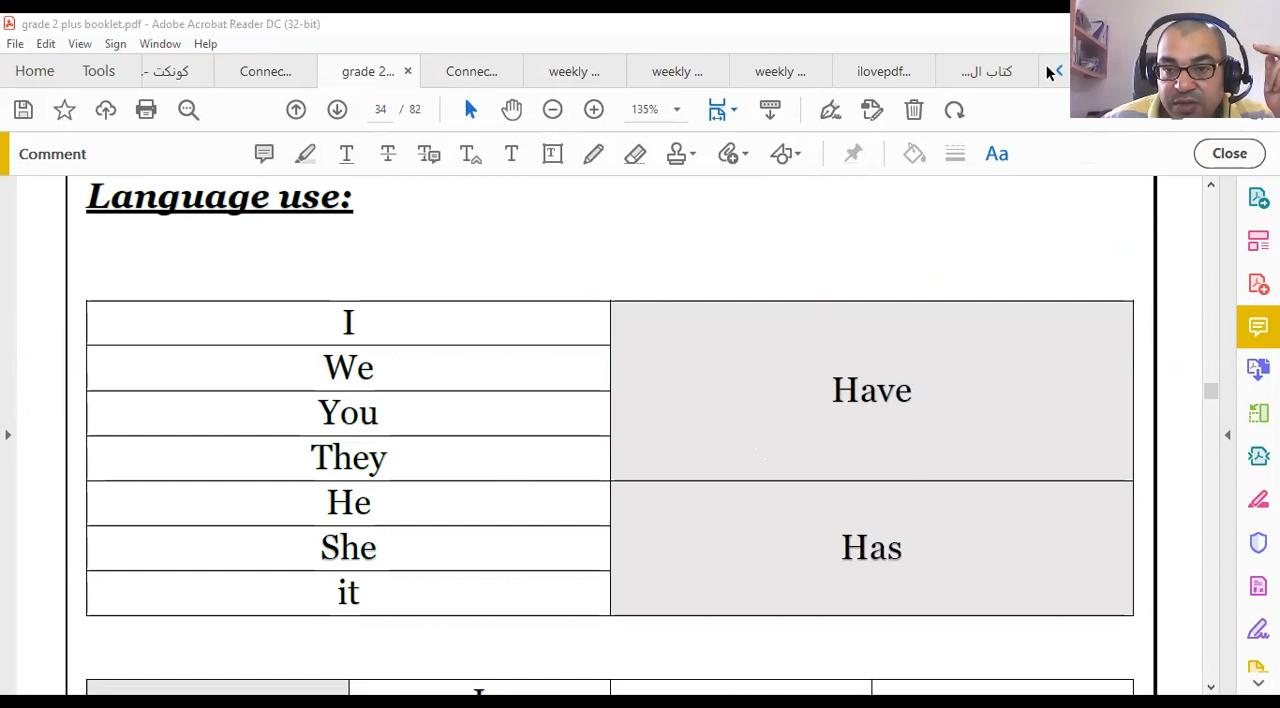 grade 2 plus booklet.pdf - Adobe Acrobat Reader DC (32-bit)
File Edit View Sign Window Help
Home Tools كونكت -. Connec... grade 2... × Connec... weekly ... weekly ... weekly ... ilovepdf... كتاب ال...
34 / 82 135%
Comment Close
Language use:
I
We
You
They
Have
He
She
it
Has